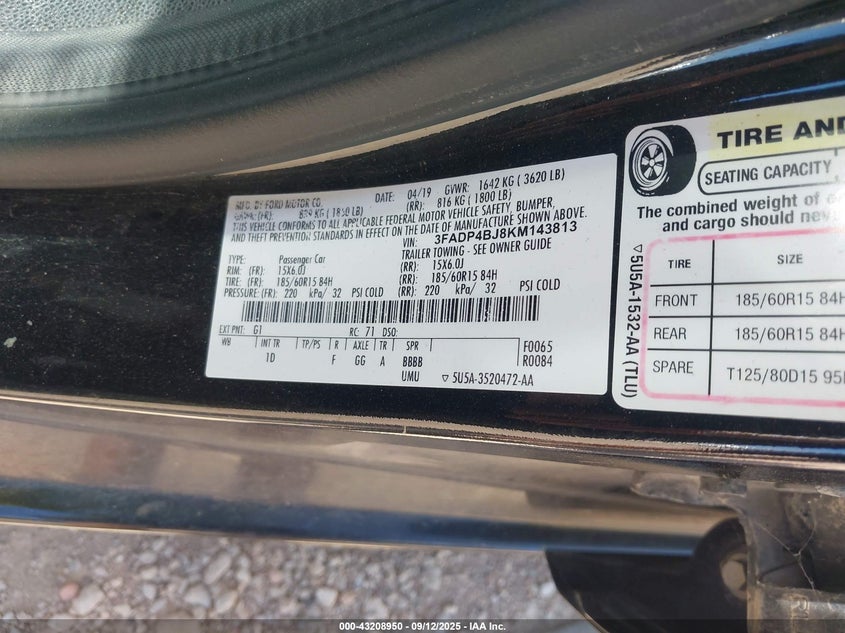 MFG. BY FORD MOTOR CO.
DATE: 04/19 GVWR: 1642 KG ( 3620 LB)
(FR): KG ( 1850 LB) (RR): 816 KG ( 1800 LB)
THIS VEHICLE CONFORMS TO ALL APPLICABLE FEDERAL MOTOR VEHICLE SAFETY, BUMPER,
AND THEFT PREVENTION STANDARDS IN EFFECT ON THE DATE OF MANUFACTURE SHOWN ABOVE.
VIN: 3FADP4BJ8KM143813
TYPE: Passenger Car TRAILER TOWING - SEE OWNER GUIDE
RIM: (FR): 15X6.0J (RR): 15X6.0J
TIRE: (FR): 185/60R15 84H (RR): 185/60R15 84H
PRESSURE: (FR): 220 kPa/ 32 PSI COLD (RR): 220 kPa/ 32 PSI COLD
EXT PNT: G1 RC: 71 DSO:
WB INT TR TP/PS R AXLE TR SPR F0065
1D F GG A BBBB R0084
UMU ▽ 5U5A-3520472-AA
▽ 5U5A-1532-AA (TLU)
TIRE AND
SEATING CAPACITY
The combined weight of
and cargo should
TIRE SIZE
FRONT 185/60R15 84H
REAR 185/60R15 84H
SPARE T125/80D15
000-43208950 - 09/12/2025 - IAA Inc.